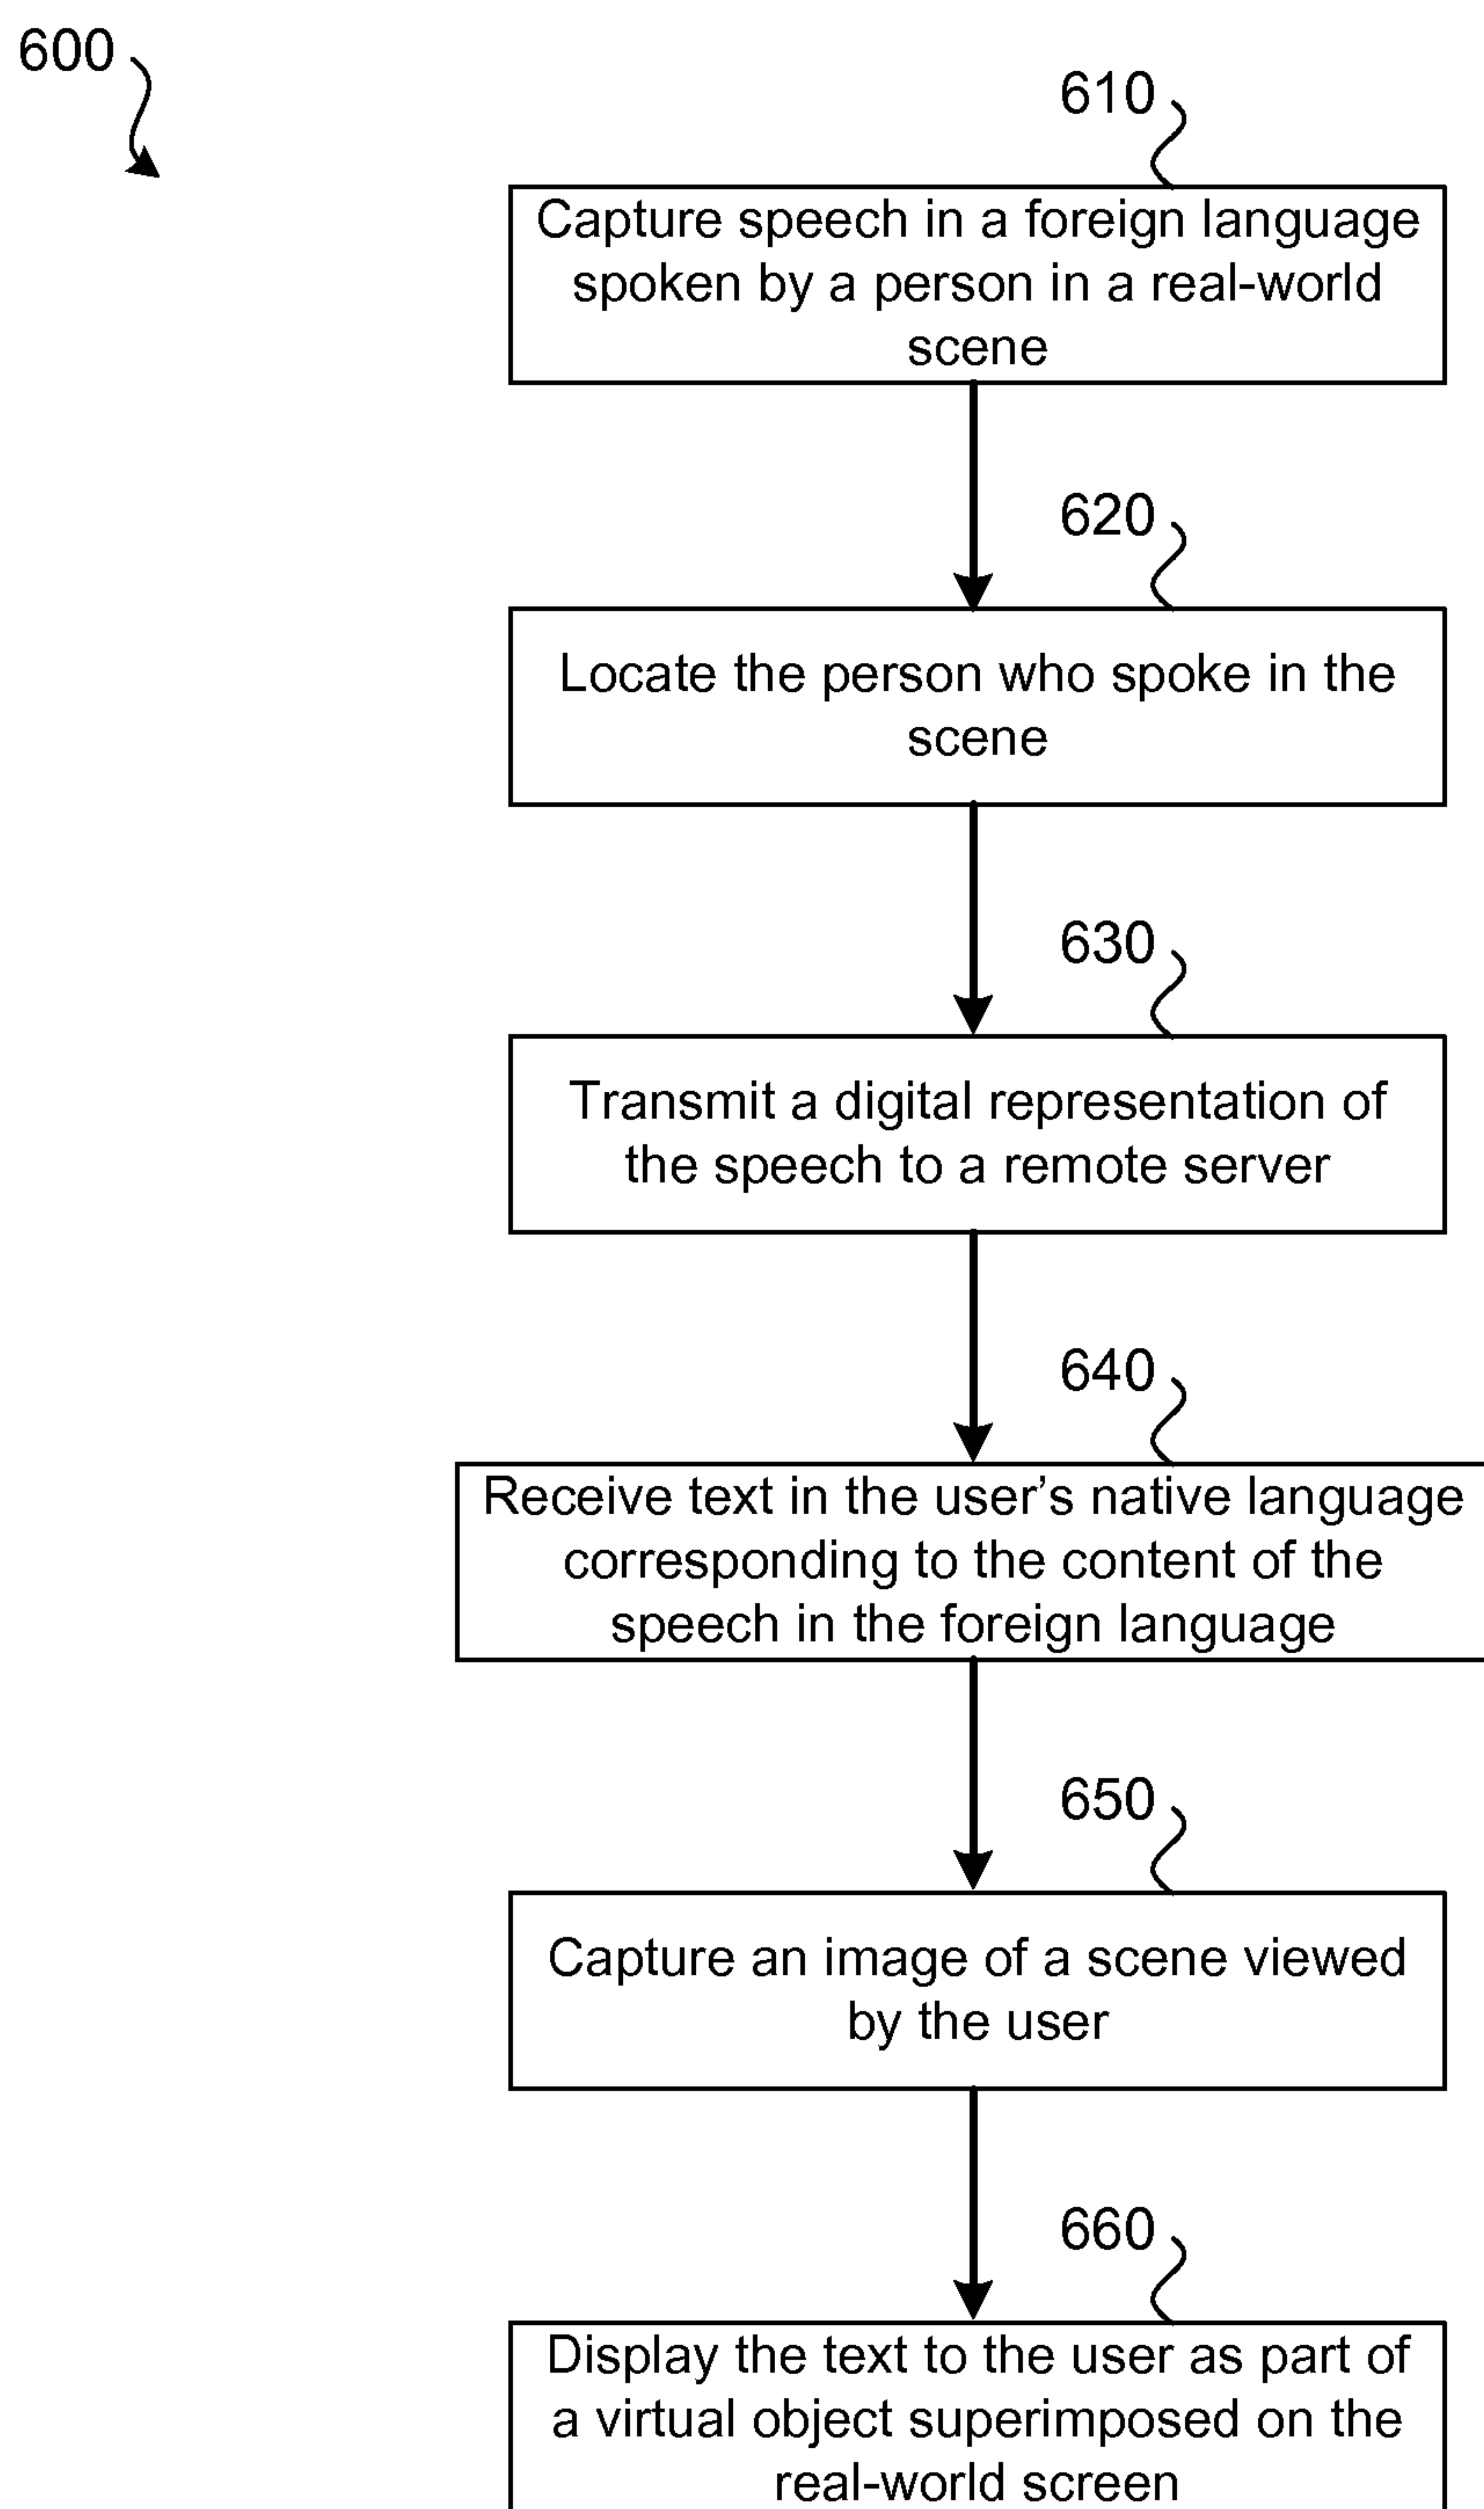 600
610
Capture speech in a foreign language
spoken by a person in a real-world
scene
620
Locate the person who spoke in the
scene
630
Transmit a digital representation of
the speech to a remote server
640
Receive text in the user’s native language
corresponding to the content of the
speech in the foreign language
650
Capture an image of a scene viewed
by the user
660
Display the text to the user as part of
a virtual object superimposed on the
real-world screen